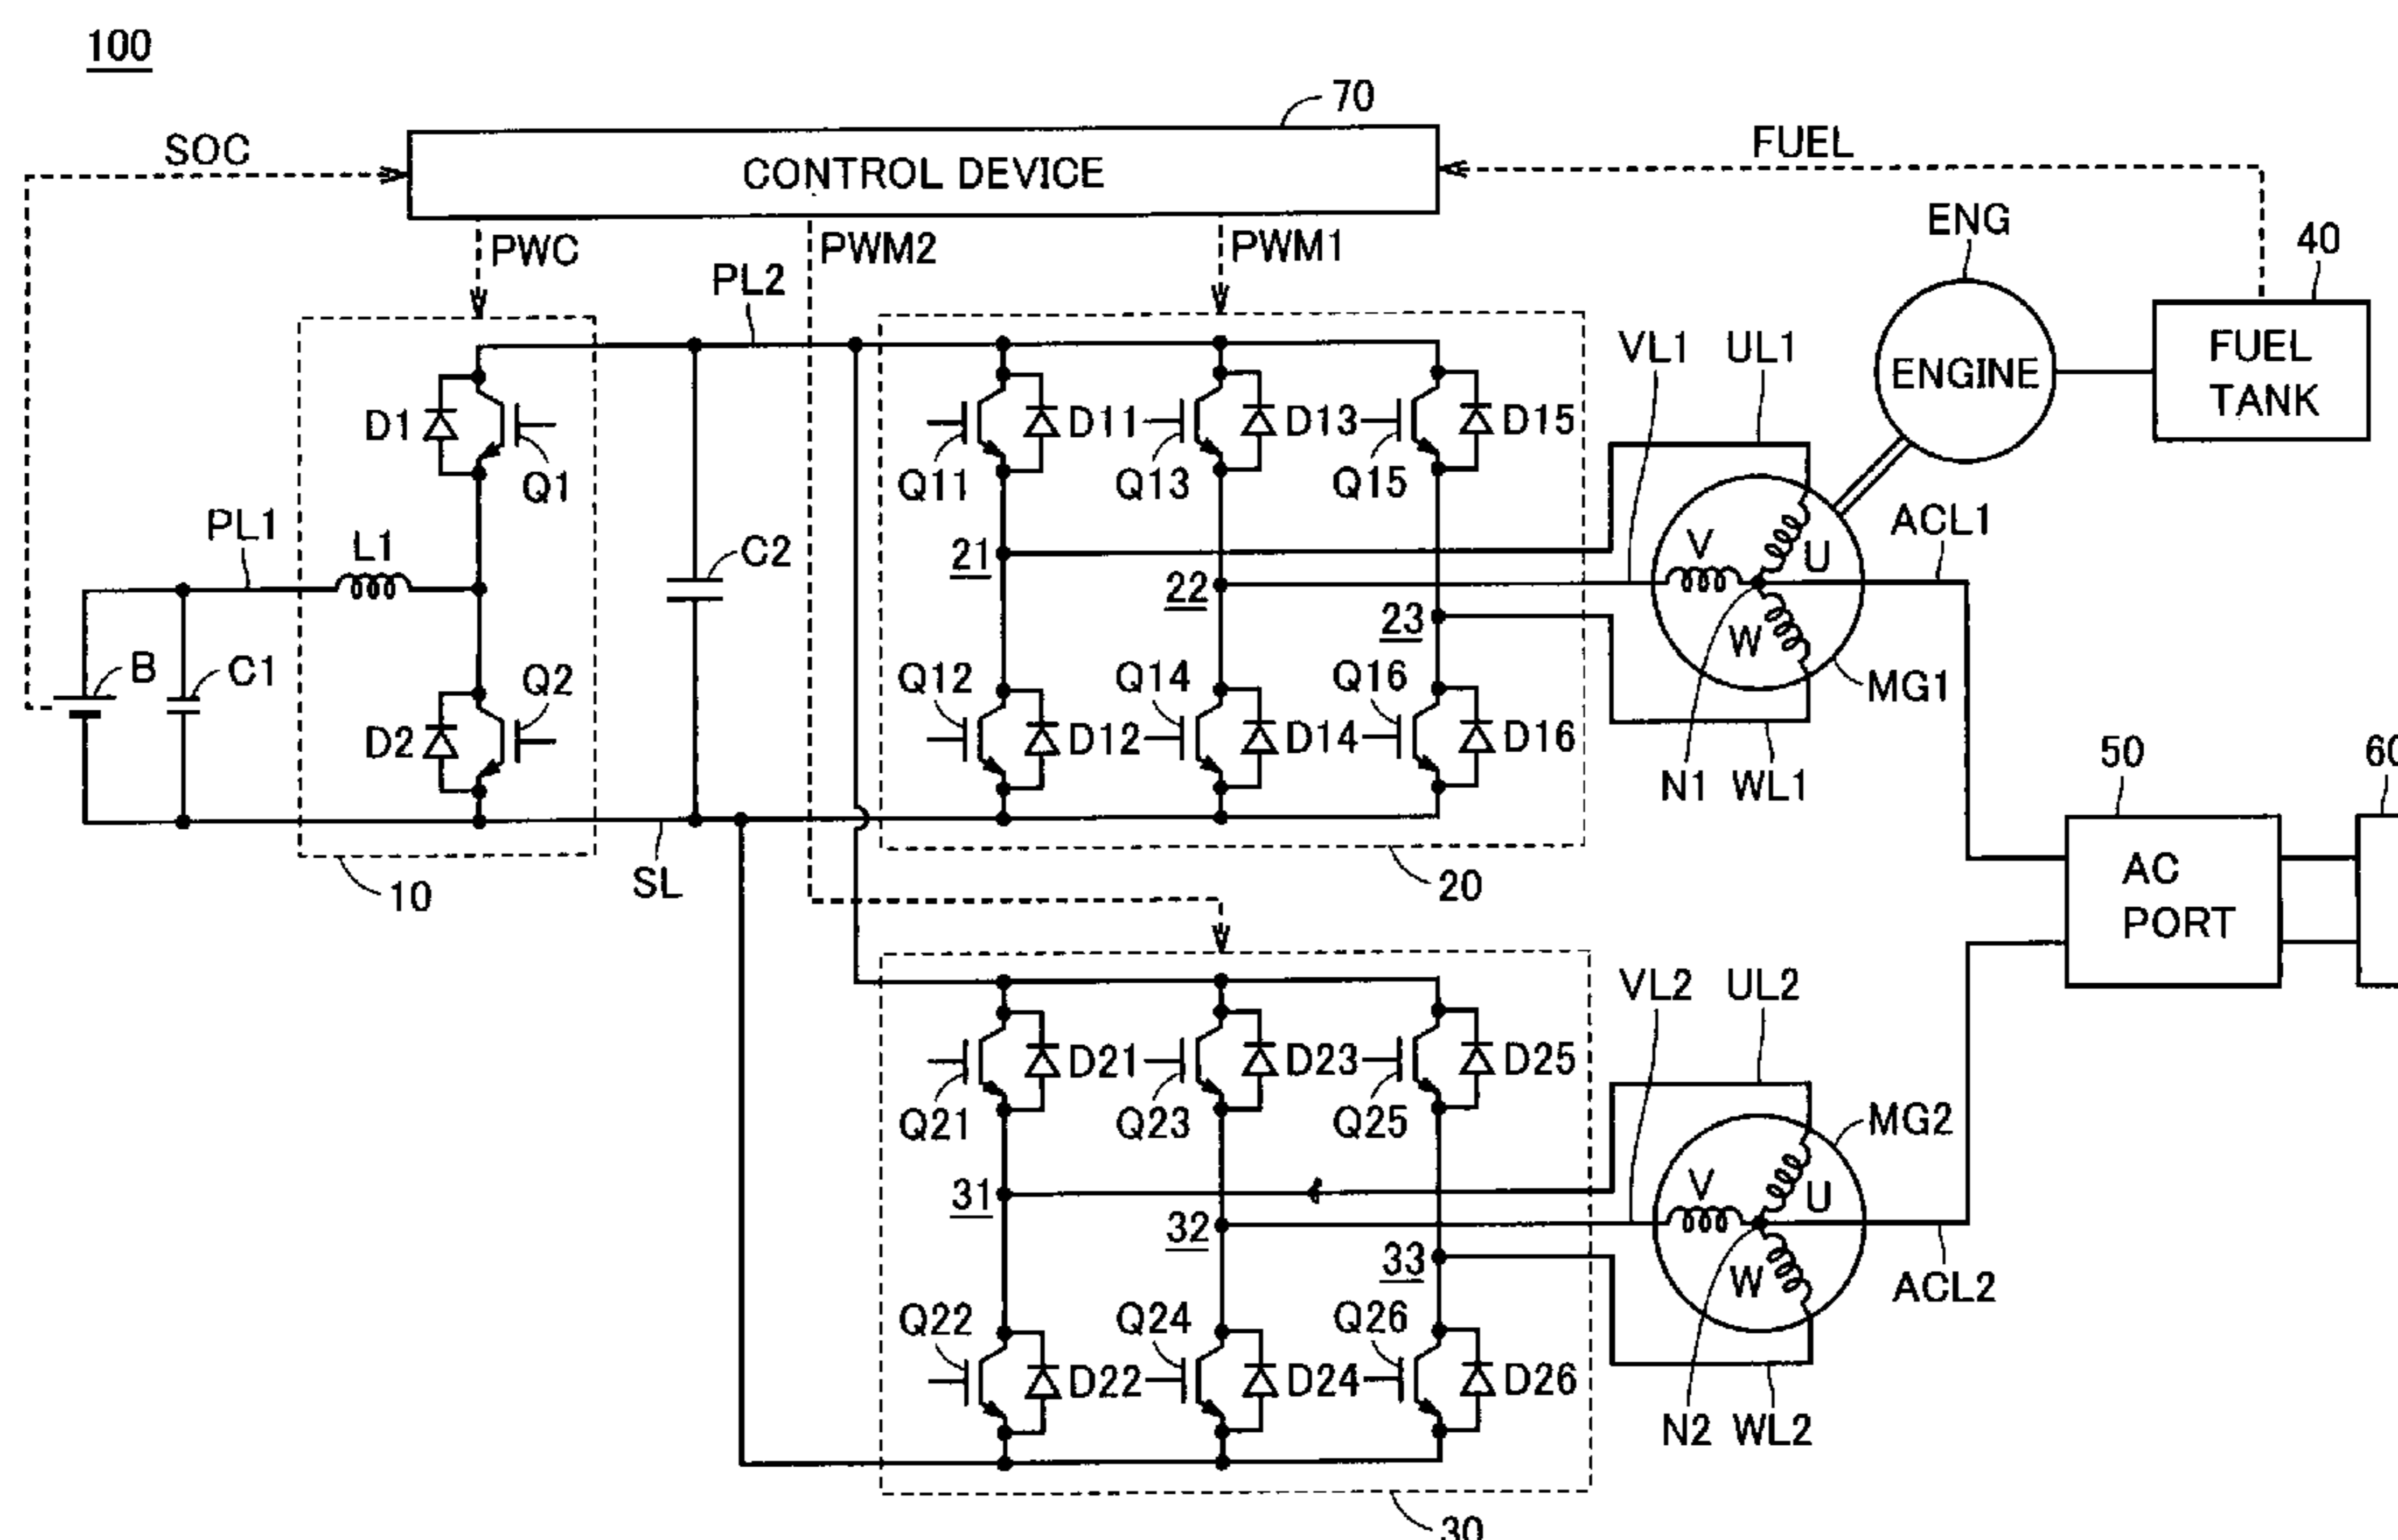 100
70
SOC
CONTROL DEVICE
FUEL
PWC
PWM2
PWM1
ENG
40
PL2
ENGINE
FUEL
TANK
VL1
UL1
D1
Q1
D11
D13
D15
Q11
Q13
Q15
PL1
L1
C2
21
22
23
V
U
W
ACL1
B
C1
Q2
D2
Q12
Q14
Q16
D12
D14
D16
MG1
N1
WL1
50
10
SL
20
AC
PORT
VL2
UL2
D21
D23
D25
Q21
Q23
Q25
MG2
31
32
33
V
U
W
ACL2
Q22
Q24
Q26
D22
D24
D26
N2
WL2
30